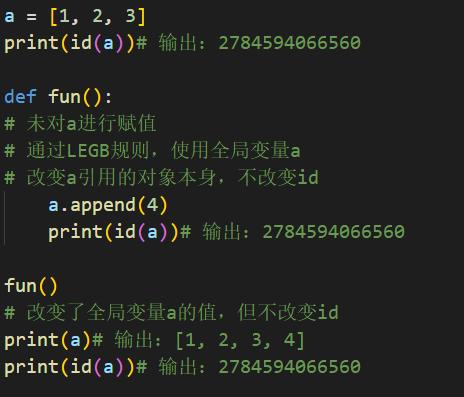 a = [1, 2, 3]
print(id(a))# 输出：2784594066560
def fun():
# 未对a进行赋值
# 通过LEGB规则，使用全局变量a
# 改变a引用的对象本身，不改变id
    a.append(4)
    print(id(a))# 输出：2784594066560
fun()
# 改变了全局变量a的值，但不改变id
print(a)# 输出：[1, 2, 3, 4]
print(id(a))# 输出：2784594066560